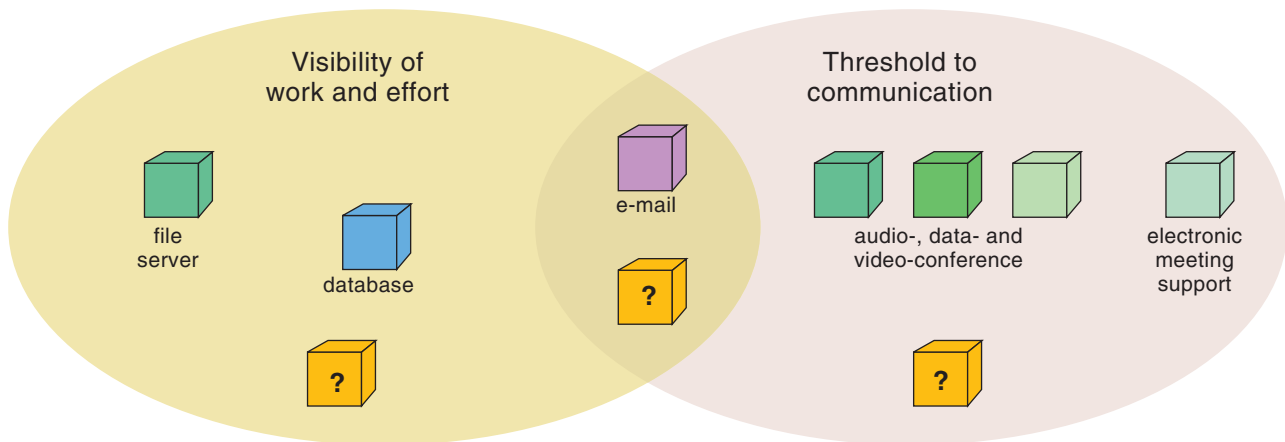 Visibility of
work and effort
Threshold to
communication
file
server
database
?
e-mail
?
audio-, data- and
video-conference
electronic
meeting
support
?